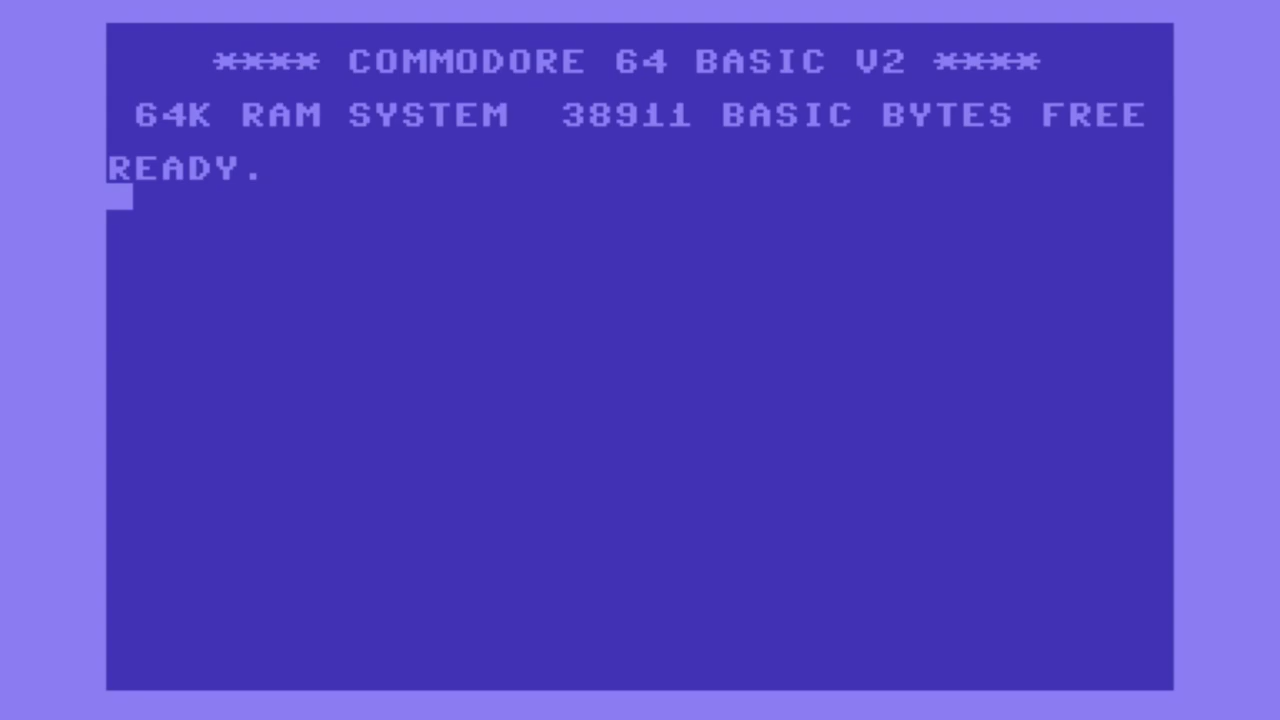 **** COMMODORE 64 BASIC V2 ****
64K RAM SYSTEM  38911 BASIC BYTES FREE
READY.